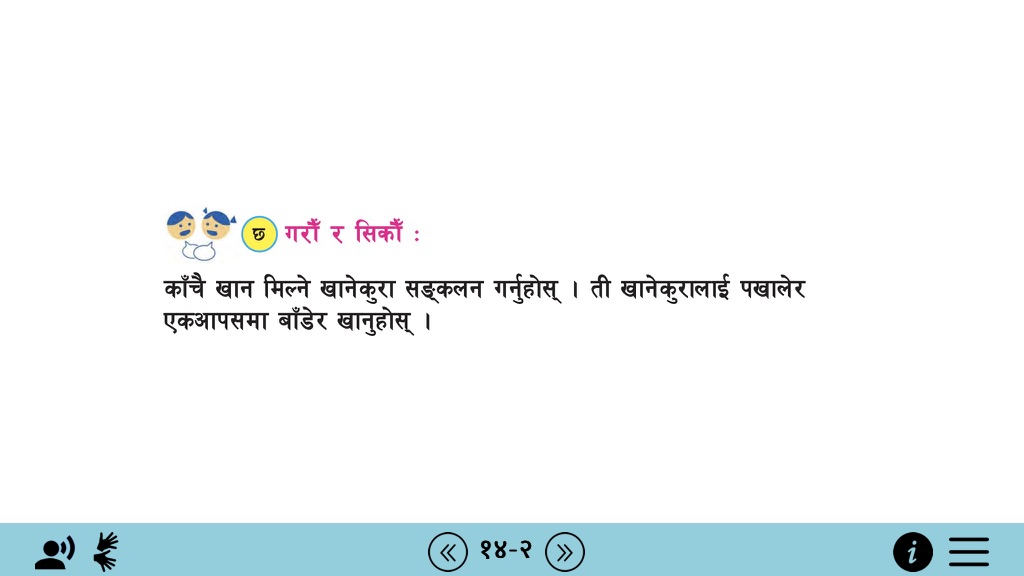 छ गरौँ र सिकौँ :
काँचै खान मिल्ने खानेकुरा सङ्कलन गर्नुहोस् । ती खानेकुरालाई पखालेर
एकआपसमा बाँडेर खानुहोस् ।
१४-२